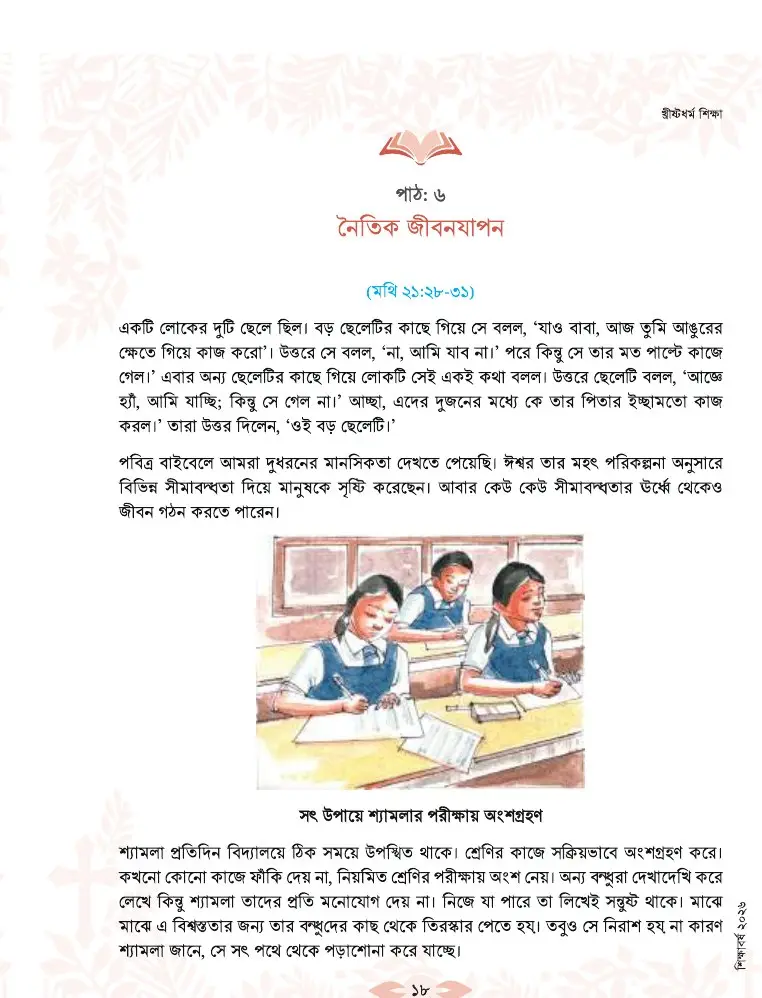 খ্রীষ্টধর্ম শিক্ষা
পাঠ: ৬
নৈতিক জীবনযাপন
(মথি ২১:২৮-৩১)
একটি লোকের দুটি ছেলে ছিল। বড় ছেলেটির কাছে গিয়ে সে বলল, ‘যাও বাবা, আজ তুমি আঙুরের
ক্ষেতে গিয়ে কাজ করো’। উত্তরে সে বলল, ‘না, আমি যাব না।’ পরে কিন্তু সে তার মত পাল্টে কাজে
গেল।’ এবার অন্য ছেলেটির কাছে গিয়ে লোকটি সেই একই কথা বলল। উত্তরে ছেলেটি বলল, ‘আজ্ঞে
হ্যাঁ, আমি যাচ্ছি; কিন্তু সে গেল না।’ আচ্ছা, এদের দুজনের মধ্যে কে তার পিতার ইচ্ছামতো কাজ
করল।’ তারা উত্তর দিলেন, ‘ওই বড় ছেলেটি।’
পবিত্র বাইবেলে আমরা দুধরনের মানসিকতা দেখতে পেয়েছি। ঈশ্বর তার মহৎ পরিকল্পনা অনুসারে
বিভিন্ন সীমাবদ্ধতা দিয়ে মানুষকে সৃষ্টি করেছেন। আবার কেউ কেউ সীমাবদ্ধতার ঊর্ধ্বে থেকেও
জীবন গঠন করতে পারেন।
সৎ উপায়ে শ্যামলার পরীক্ষায় অংশগ্রহণ
শ্যামলা প্রতিদিন বিদ্যালয়ে ঠিক সময়ে উপস্থিত থাকে। শ্রেণির কাজে সক্রিয়ভাবে অংশগ্রহণ করে।
কখনো কোনো কাজে ফাঁকি দেয় না, নিয়মিত শ্রেণির পরীক্ষায় অংশ নেয়। অন্য বন্ধুরা দেখাদেখি করে
লেখে কিন্তু শ্যামলা তাদের প্রতি মনোযোগ দেয় না। নিজে যা পারে তা লিখেই সন্তুষ্ট থাকে। মাঝে
মাঝে এ বিশ্বস্ততার জন্য তার বন্ধুদের কাছ থেকে তিরস্কার পেতে হয়। তবুও সে নিরাশ হয় না কারণ
শ্যামলা জানে, সে সৎ পথে থেকে পড়াশোনা করে যাচ্ছে।
শিক্ষাবর্ষ ২০২৬
১৮